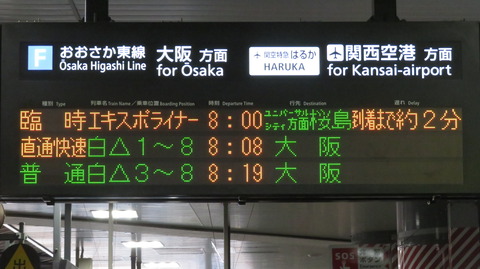 F おおさか東線 大阪 方面 関空特急 はるか 関西空港 方面
Ōsaka Higashi Line for Ōsaka HARUKA for Kansai-airport
種別 Type 列車名 Train Name / 乗車位置 Boarding Position 時刻 Departure Time 行先 Destination 遅れ Delay
臨時 エキスポライナー 8:00 ユニバーサルシティ方面桜島 列着まで約2分
直通快速 白△1~8 8:08 大阪
普通 白△3~8 8:19 大阪
SOS